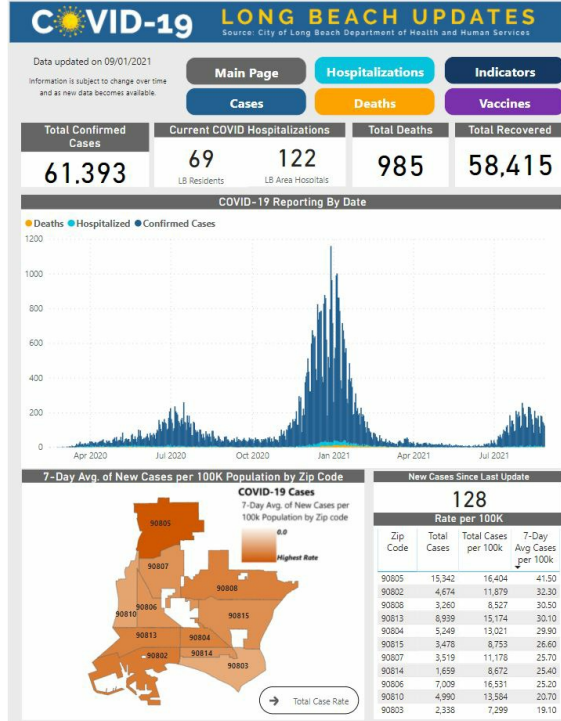 COVID-19 LONG BEACH UPDATES
Source: City of Long Beach Department of Health and Human Services
Data updated on 09/01/2021
Information is subject to change over time
and as new data becomes available.
Main Page
Hospitalizations
Indicators
Cases
Deaths
Vaccines
Total Confirmed
Cases
61,393
Current COVID Hospitalizations
69
LB Residents
122
LB Area Hospitals
Total Deaths
985
Total Recovered
58,415
COVID-19 Reporting By Date
Deaths Hospitalized Confirmed Cases
1200
1000
800
600
400
200
0
Apr 2020 Jul 2020 Oct 2020 Jan 2021 Apr 2021 Jul 2021
7-Day Avg. of New Cases per 100K Population by Zip Code
COVID-19 Cases
7-Day Avg. of New Cases per
100k Population by Zip code
0.0
Highest Rate
90805
90807
90808
90810
90806
90815
90813
90804
90802
90814
90803
Total Case Rate
New Cases Since Last Update
128
Rate per 100K
Zip Code Total Cases Total Cases per 100k 7-Day Avg Cases per 100k
90805 15,342 16,404 41.50
90802 4,674 11,879 32.30
90808 3,260 8,527 30.50
90813 8,939 15,174 30.10
90804 5,249 13,021 29.90
90815 3,478 8,753 26.60
90807 3,519 11,178 25.70
90814 1,659 8,672 25.40
90806 7,009 16,531 25.20
90810 4,990 13,584 20.70
90803 2,338 7,299 19.10